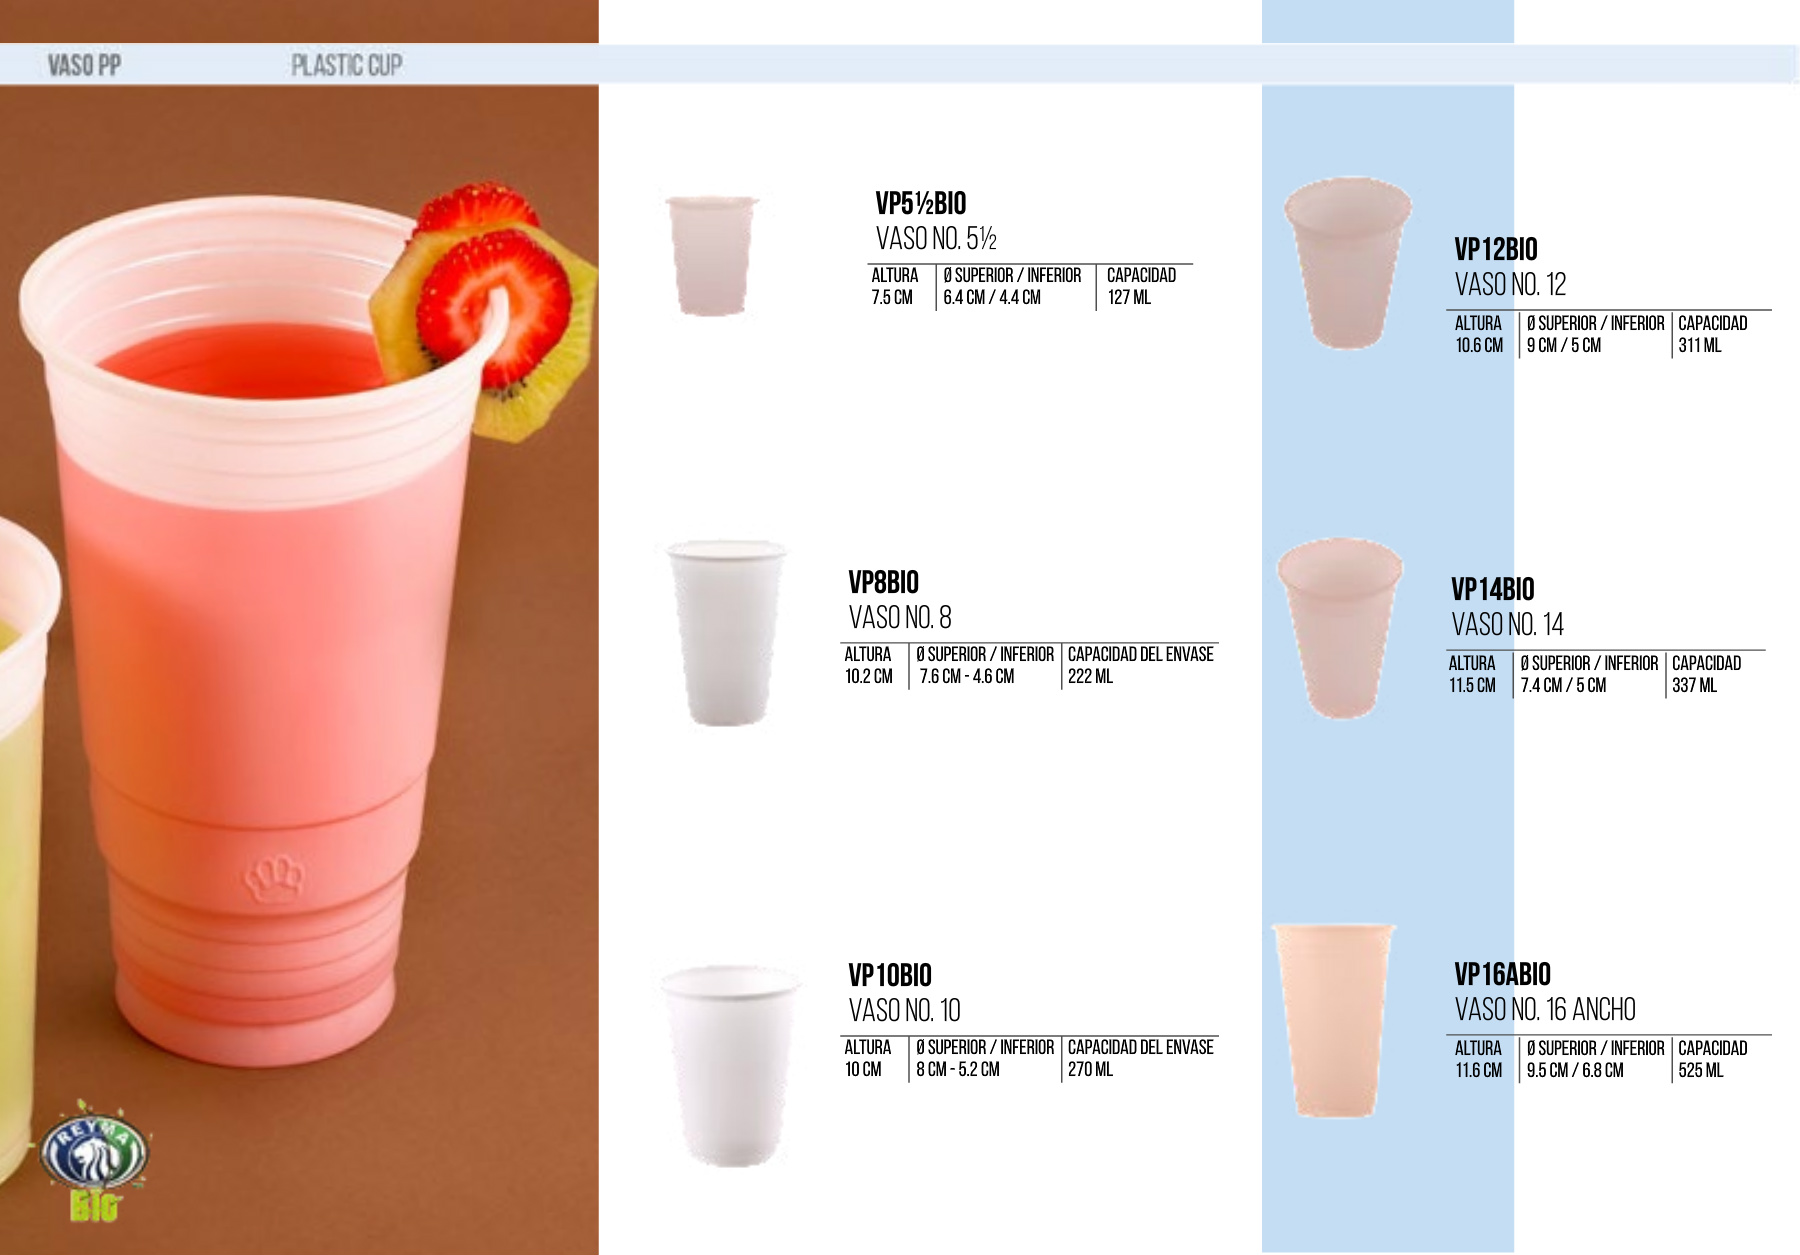 VASO PP
PLASTIC CUP
VP5½BIO
VASO NO. 5½
ALTURA Ø SUPERIOR / INFERIOR CAPACIDAD
7.5 CM 6.4 CM / 4.4 CM 127 ML
VP8BIO
VASO NO. 8
ALTURA Ø SUPERIOR / INFERIOR CAPACIDAD DEL ENVASE
10.2 CM 7.6 CM - 4.6 CM 222 ML
VP10BIO
VASO NO. 10
ALTURA Ø SUPERIOR / INFERIOR CAPACIDAD DEL ENVASE
10 CM 8 CM - 5.2 CM 270 ML
VP12BIO
VASO NO. 12
ALTURA Ø SUPERIOR / INFERIOR CAPACIDAD
10.6 CM 9 CM / 5 CM 311 ML
VP14BIO
VASO NO. 14
ALTURA Ø SUPERIOR / INFERIOR CAPACIDAD
11.5 CM 7.4 CM / 5 CM 337 ML
VP16ABIO
VASO NO. 16 ANCHO
ALTURA Ø SUPERIOR / INFERIOR CAPACIDAD
11.6 CM 9.5 CM / 6.8 CM 525 ML
REYMA
BIO